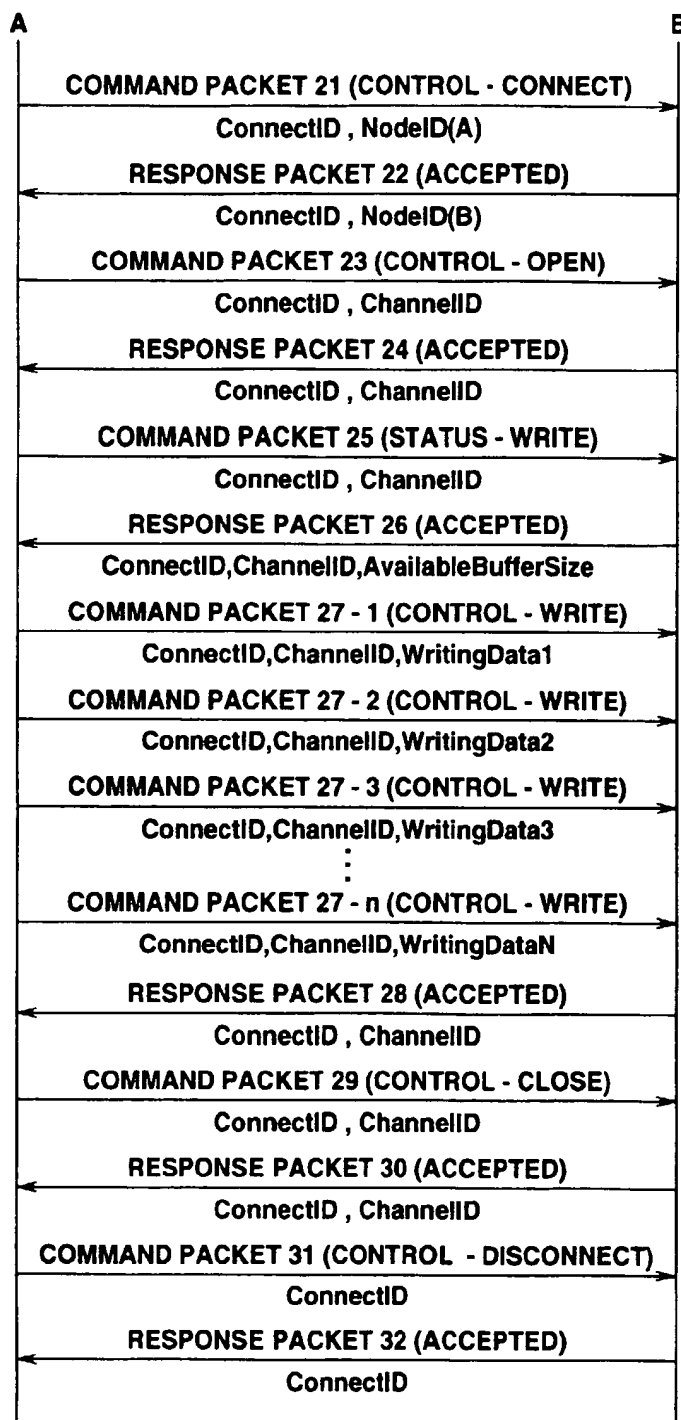 A B
COMMAND PACKET 21 (CONTROL - CONNECT)
ConnectID , NodeID(A)
RESPONSE PACKET 22 (ACCEPTED)
ConnectID , NodeID(B)
COMMAND PACKET 23 (CONTROL - OPEN)
ConnectID , ChannelID
RESPONSE PACKET 24 (ACCEPTED)
ConnectID , ChannelID
COMMAND PACKET 25 (STATUS - WRITE)
ConnectID , ChannelID
RESPONSE PACKET 26 (ACCEPTED)
ConnectID,ChannelID,AvailableBufferSize
COMMAND PACKET 27 - 1 (CONTROL - WRITE)
ConnectID,ChannelID,WritingData1
COMMAND PACKET 27 - 2 (CONTROL - WRITE)
ConnectID,ChannelID,WritingData2
COMMAND PACKET 27 - 3 (CONTROL - WRITE)
ConnectID,ChannelID,WritingData3
COMMAND PACKET 27 - n (CONTROL - WRITE)
ConnectID,ChannelID,WritingDataN
RESPONSE PACKET 28 (ACCEPTED)
ConnectID , ChannelID
COMMAND PACKET 29 (CONTROL - CLOSE)
ConnectID , ChannelID
RESPONSE PACKET 30 (ACCEPTED)
ConnectID , ChannelID
COMMAND PACKET 31 (CONTROL - DISCONNECT)
ConnectID
RESPONSE PACKET 32 (ACCEPTED)
ConnectID